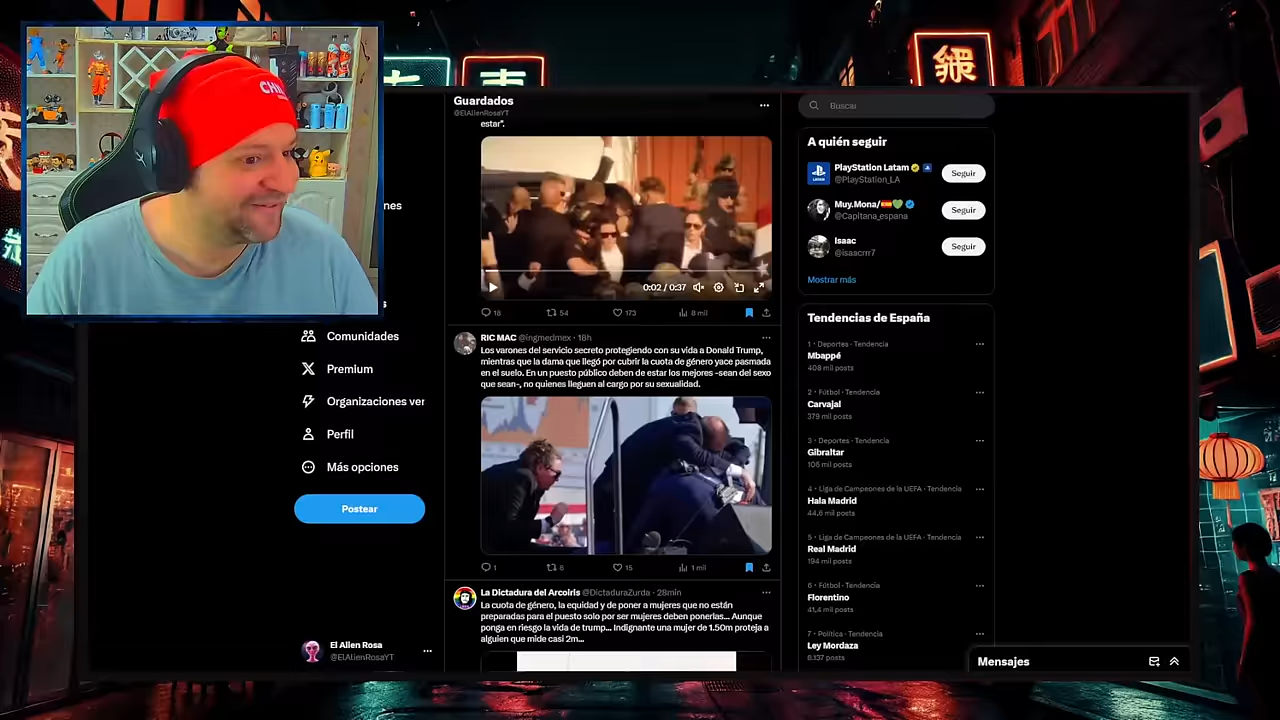 Guardados
@ElAlienRosaYT
estar".
0:02 / 0:37
18
54
173
8 mil
RIC MAC @ingmedmex · 18h
Los varones del servicio secreto protegiendo con su vida a Donald Trump,
mientras que la dama que llegó por cubrir la cuota de género yace pasmada
en el suelo. En un puesto público deben de estar los mejores -sean del sexo
que sean-, no quienes lleguen al cargo por su sexualidad.
1
6
15
1 mil
La Dictadura del Arcoiris @DictaduraZurda · 28min
La cuota de género, la equidad y de poner a mujeres que no están
preparadas para el puesto solo por ser mujeres deben ponerlas... Aunque
ponga en riesgo la vida de trump... Indignante una mujer de 1.50m proteja a
alguien que mide casi 2m...
nes
s
Comunidades
Premium
Organizaciones ver
Perfil
Más opciones
Postear
El Alien Rosa
@ElAlienRosaYT
Buscar
A quién seguir
PlayStation Latam
@PlayStation_LA
Seguir
Muy.Mona/
@Capitana_espana
Seguir
Isaac
@isaacrrr7
Seguir
Mostrar más
Tendencias de España
1 · Deportes · Tendencia
Mbappé
408 mil posts
2 · Fútbol · Tendencia
Carvajal
379 mil posts
3 · Deportes · Tendencia
Gibraltar
106 mil posts
4 · Liga de Campeones de la UEFA · Tendencia
Hala Madrid
44,6 mil posts
5 · Liga de Campeones de la UEFA · Tendencia
Real Madrid
194 mil posts
6 · Fútbol · Tendencia
Florentino
41,4 mil posts
7 · Política · Tendencia
Ley Mordaza
6.137 posts
Mensajes